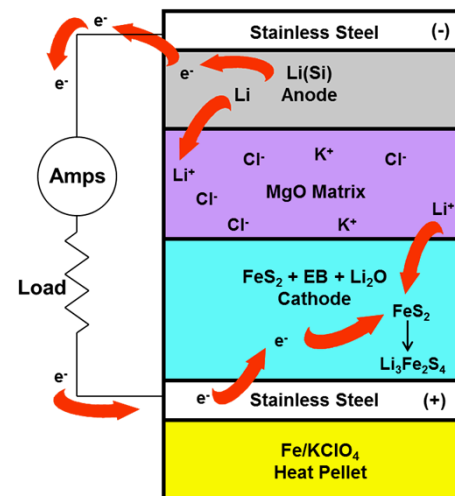 e-
Stainless Steel (-)
e-
e-
Li(Si)
Anode
Li
Amps
Cl- K+ Cl-
Li+
MgO Matrix
Cl-
Li+
Cl- K+
Load
FeS2 + EB + Li2O
Cathode
FeS2
e-
Li3Fe2S4
e-
e-
Stainless Steel (+)
Fe/KClO4
Heat Pellet